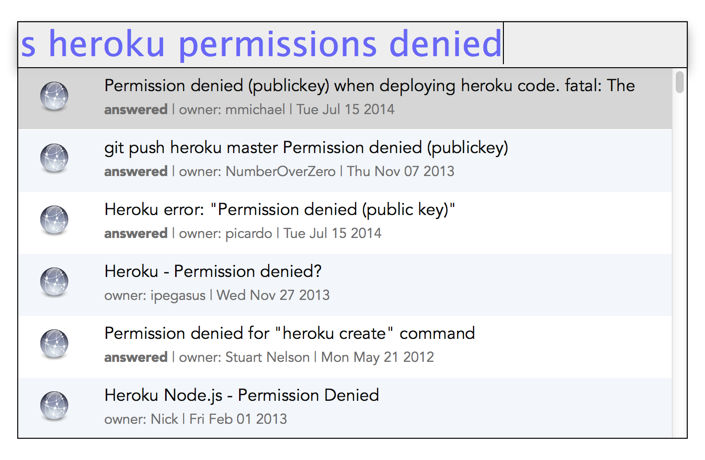 s heroku permissions denied
Permission denied (publickey) when deploying heroku code. fatal: The
answered | owner: mmichael | Tue Jul 15 2014
git push heroku master Permission denied (publickey)
answered | owner: NumberOverZero | Thu Nov 07 2013
Heroku error: "Permission denied (public key)"
answered | owner: picardo | Tue Jul 15 2014
Heroku - Permission denied?
owner: ipegasus | Wed Nov 27 2013
Permission denied for "heroku create" command
answered | owner: Stuart Nelson | Mon May 21 2012
Heroku Node.js - Permission Denied
owner: Nick | Fri Feb 01 2013